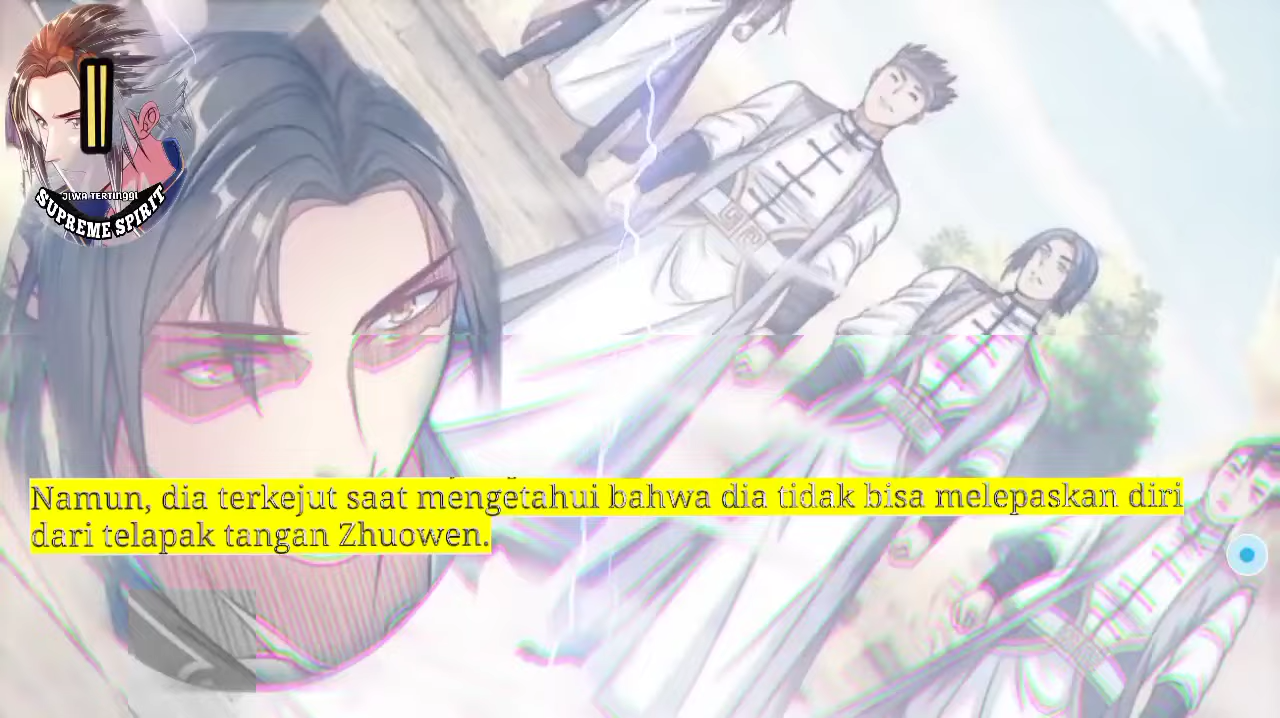 JIWA TERTINGGI
SUPREME SPIRIT
Namun, dia terkejut saat mengetahui bahwa dia tidak bisa melepaskan diri
dari telapak tangan Zhuowen.